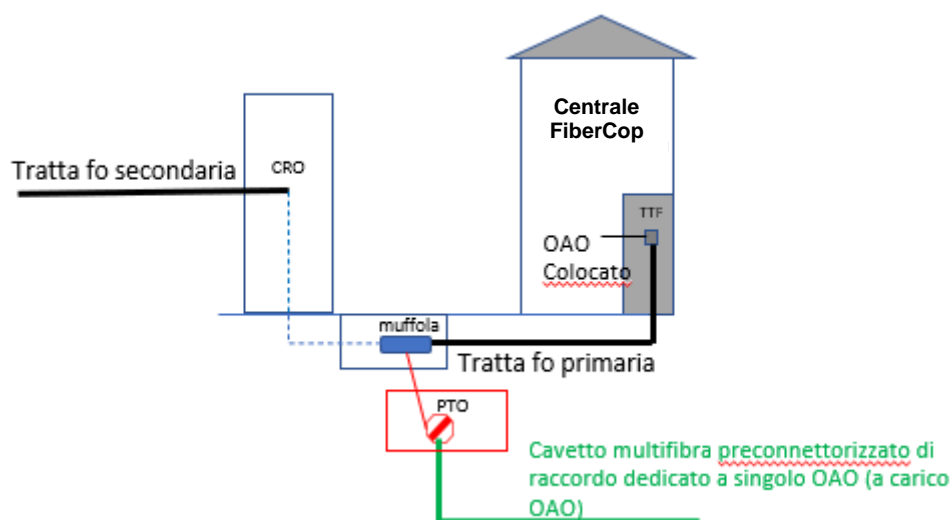 Centrale
FiberCop
Tratta fo secondaria
CRO
TTF
OAO
Colocato
muffola
Tratta fo primaria
PTO
Cavetto multifibra preconnettorizzato di
raccordo dedicato a singolo OAO (a carico
OAO)